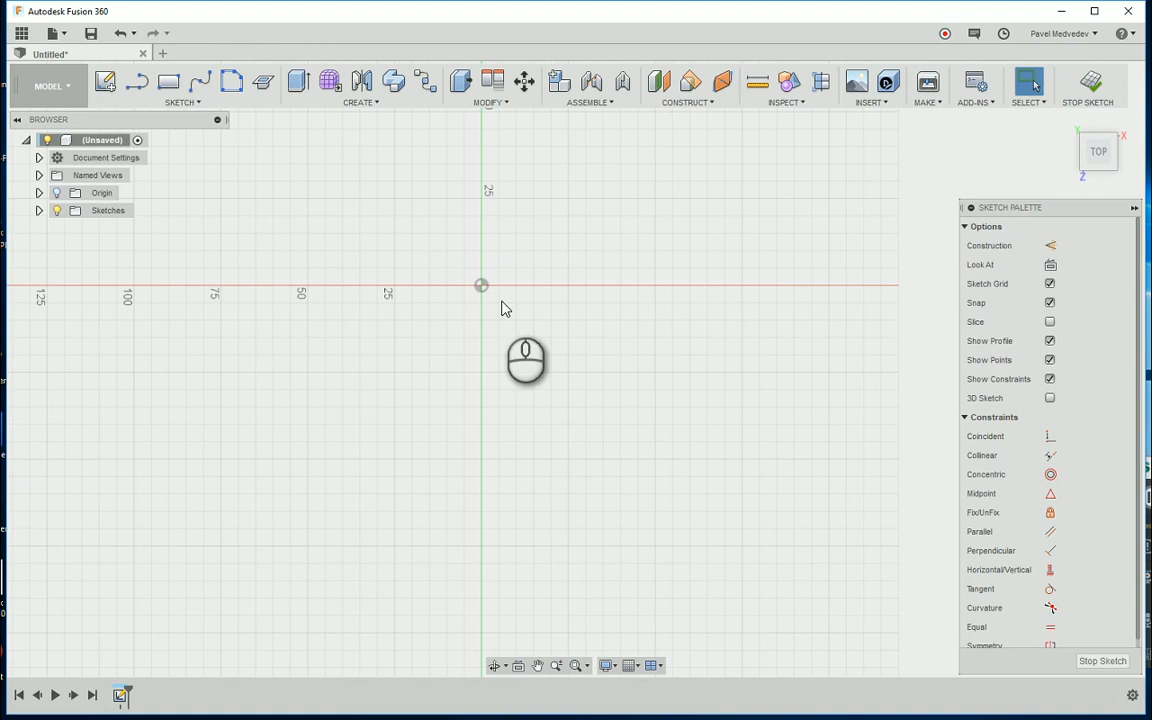 Autodesk Fusion 360
Pavel Medvedev
Untitled*
MODEL
SKETCH
CREATE
MODIFY
ASSEMBLE
CONSTRUCT
INSPECT
INSERT
MAKE
ADD-INS
SELECT
STOP SKETCH
BROWSER
(Unsaved)
Document Settings
Named Views
Origin
Sketches
25
125
100
75
50
25
TOP
X
Y
Z
SKETCH PALETTE
Options
Construction
Look At
Sketch Grid
Snap
Slice
Show Profile
Show Points
Show Constraints
3D Sketch
Constraints
Coincident
Collinear
Concentric
Midpoint
Fix/UnFix
Parallel
Perpendicular
Horizontal/Vertical
Tangent
Curvature
Equal
Symmetry
Stop Sketch